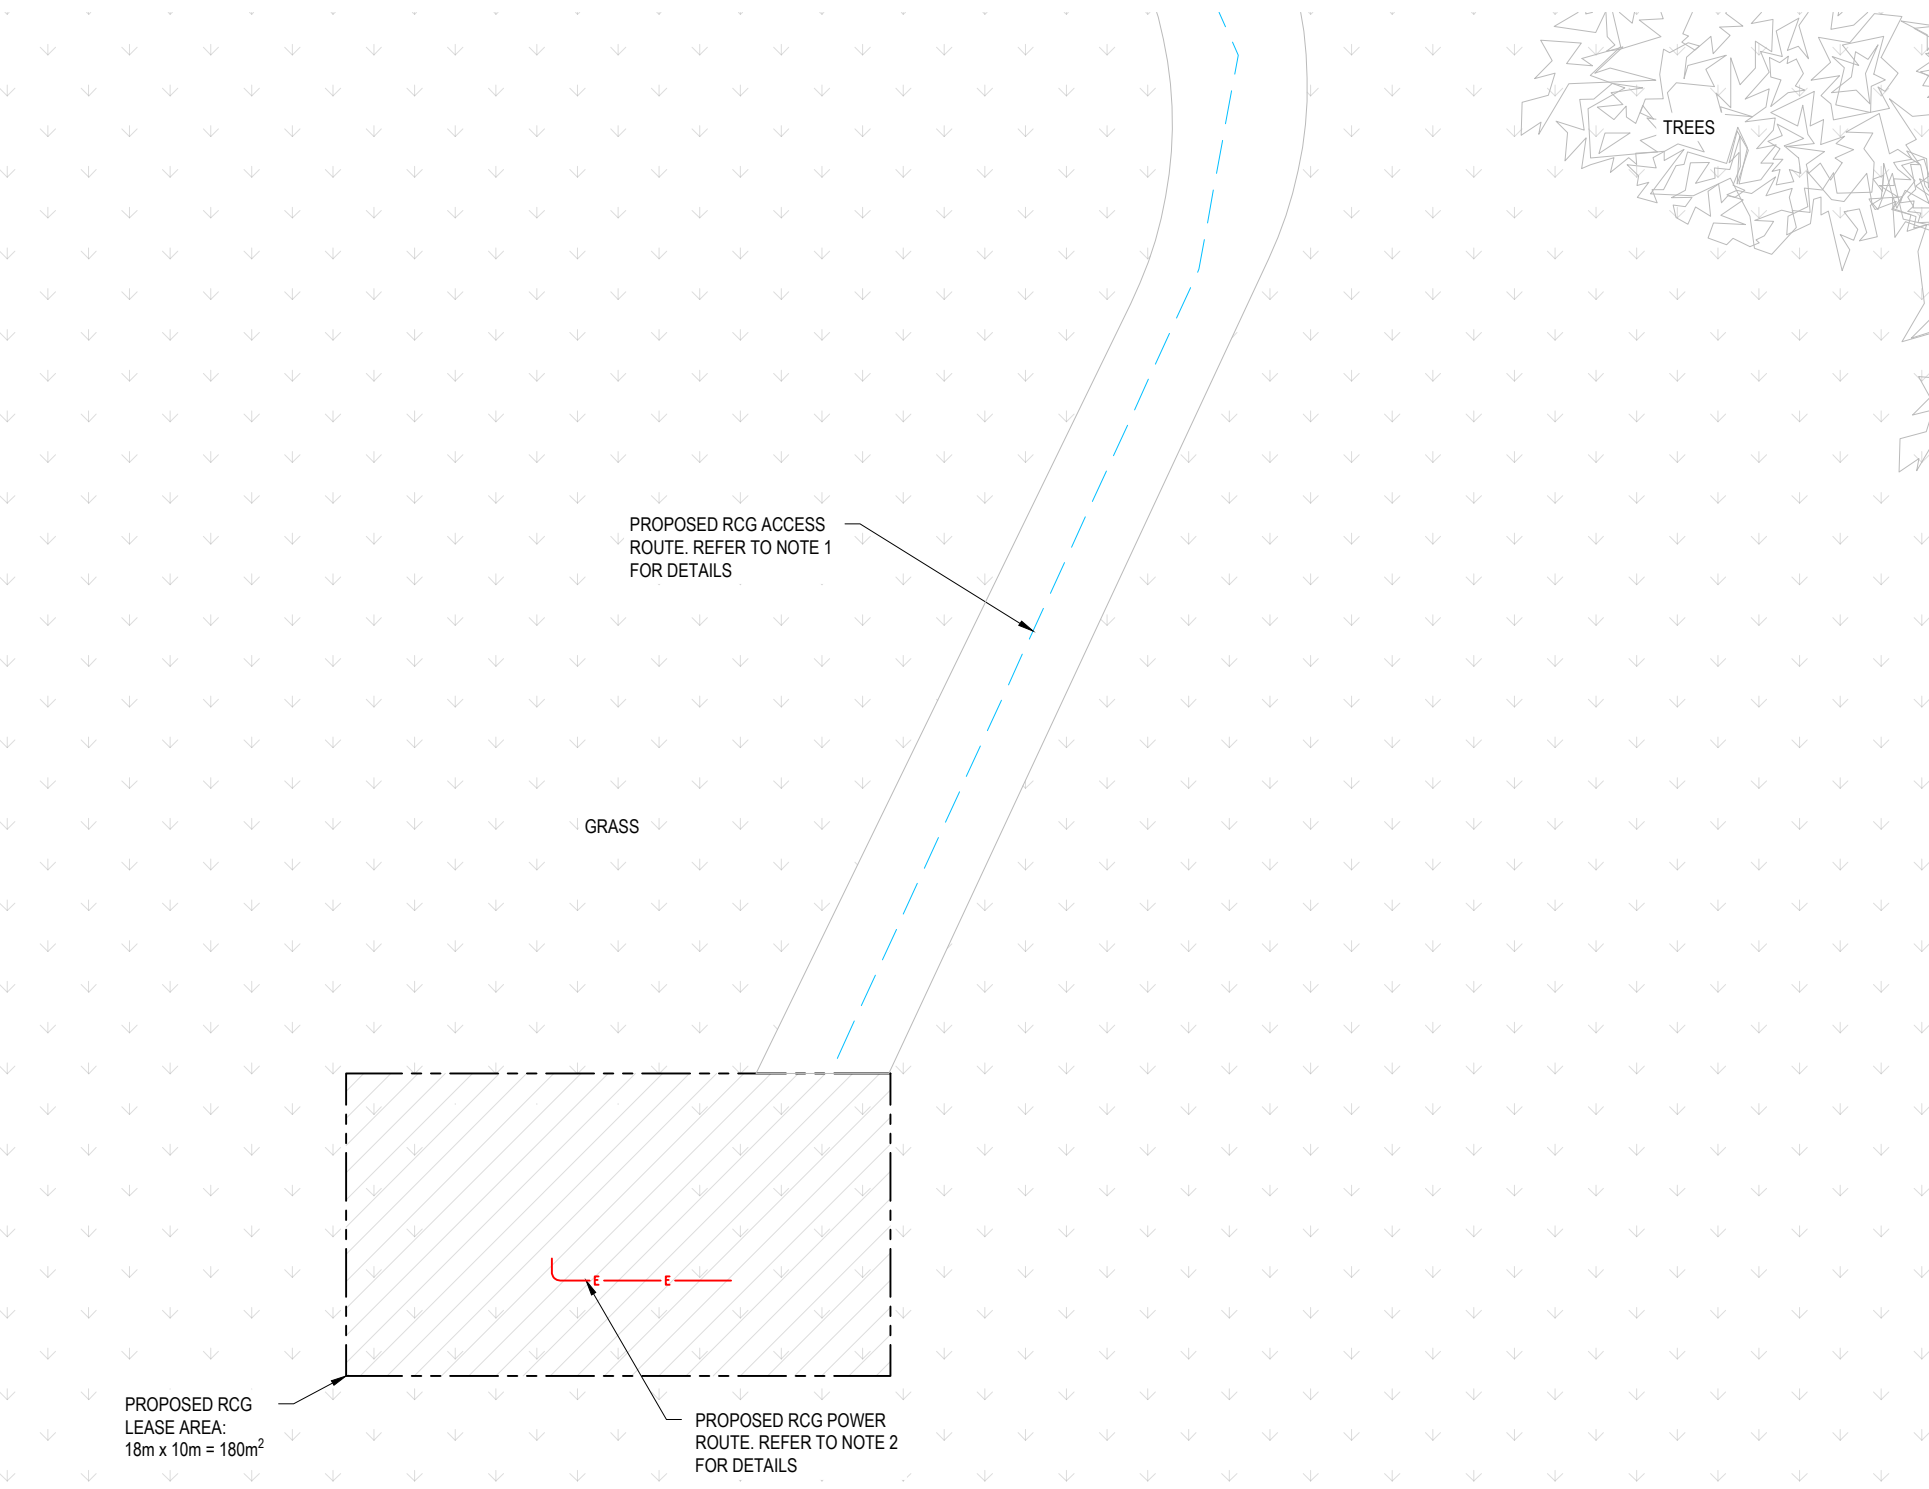 TREES
PROPOSED RCG ACCESS
ROUTE. REFER TO NOTE 1
FOR DETAILS
GRASS
E E
PROPOSED RCG
LEASE AREA:
18m x 10m = 180m²
PROPOSED RCG POWER
ROUTE. REFER TO NOTE 2
FOR DETAILS